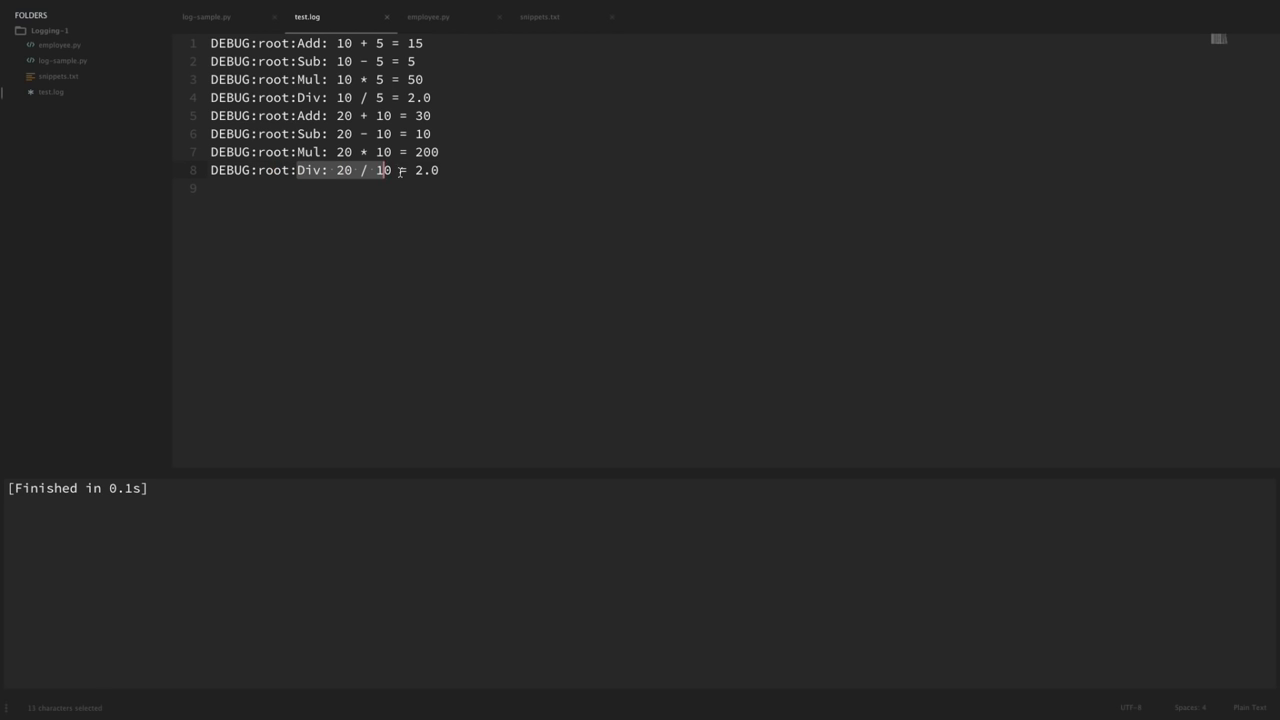 FOLDERS
Logging-1
employee.py
log-sample.py
snippets.txt
test.log
log-sample.py × test.log × employee.py × snippets.txt ×
1 DEBUG:root:Add: 10 + 5 = 15
2 DEBUG:root:Sub: 10 - 5 = 5
3 DEBUG:root:Mul: 10 * 5 = 50
4 DEBUG:root:Div: 10 / 5 = 2.0
5 DEBUG:root:Add: 20 + 10 = 30
6 DEBUG:root:Sub: 20 - 10 = 10
7 DEBUG:root:Mul: 20 * 10 = 200
8 DEBUG:root:Div: 20 / 10 = 2.0
9
[Finished in 0.1s]
13 characters selected UTF-8 Spaces: 4 Plain Text